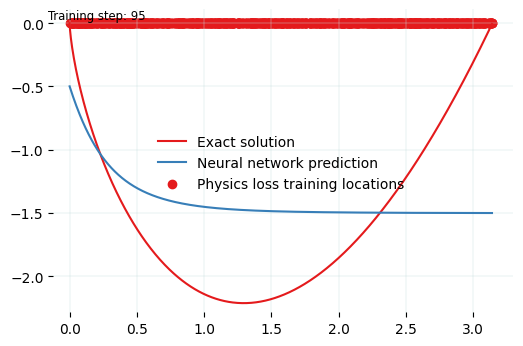 Training step: 95
0.0
−0.5
−1.0
−1.5
−2.0
Exact solution
Neural network prediction
Physics loss training locations
0.0 0.5 1.0 1.5 2.0 2.5 3.0